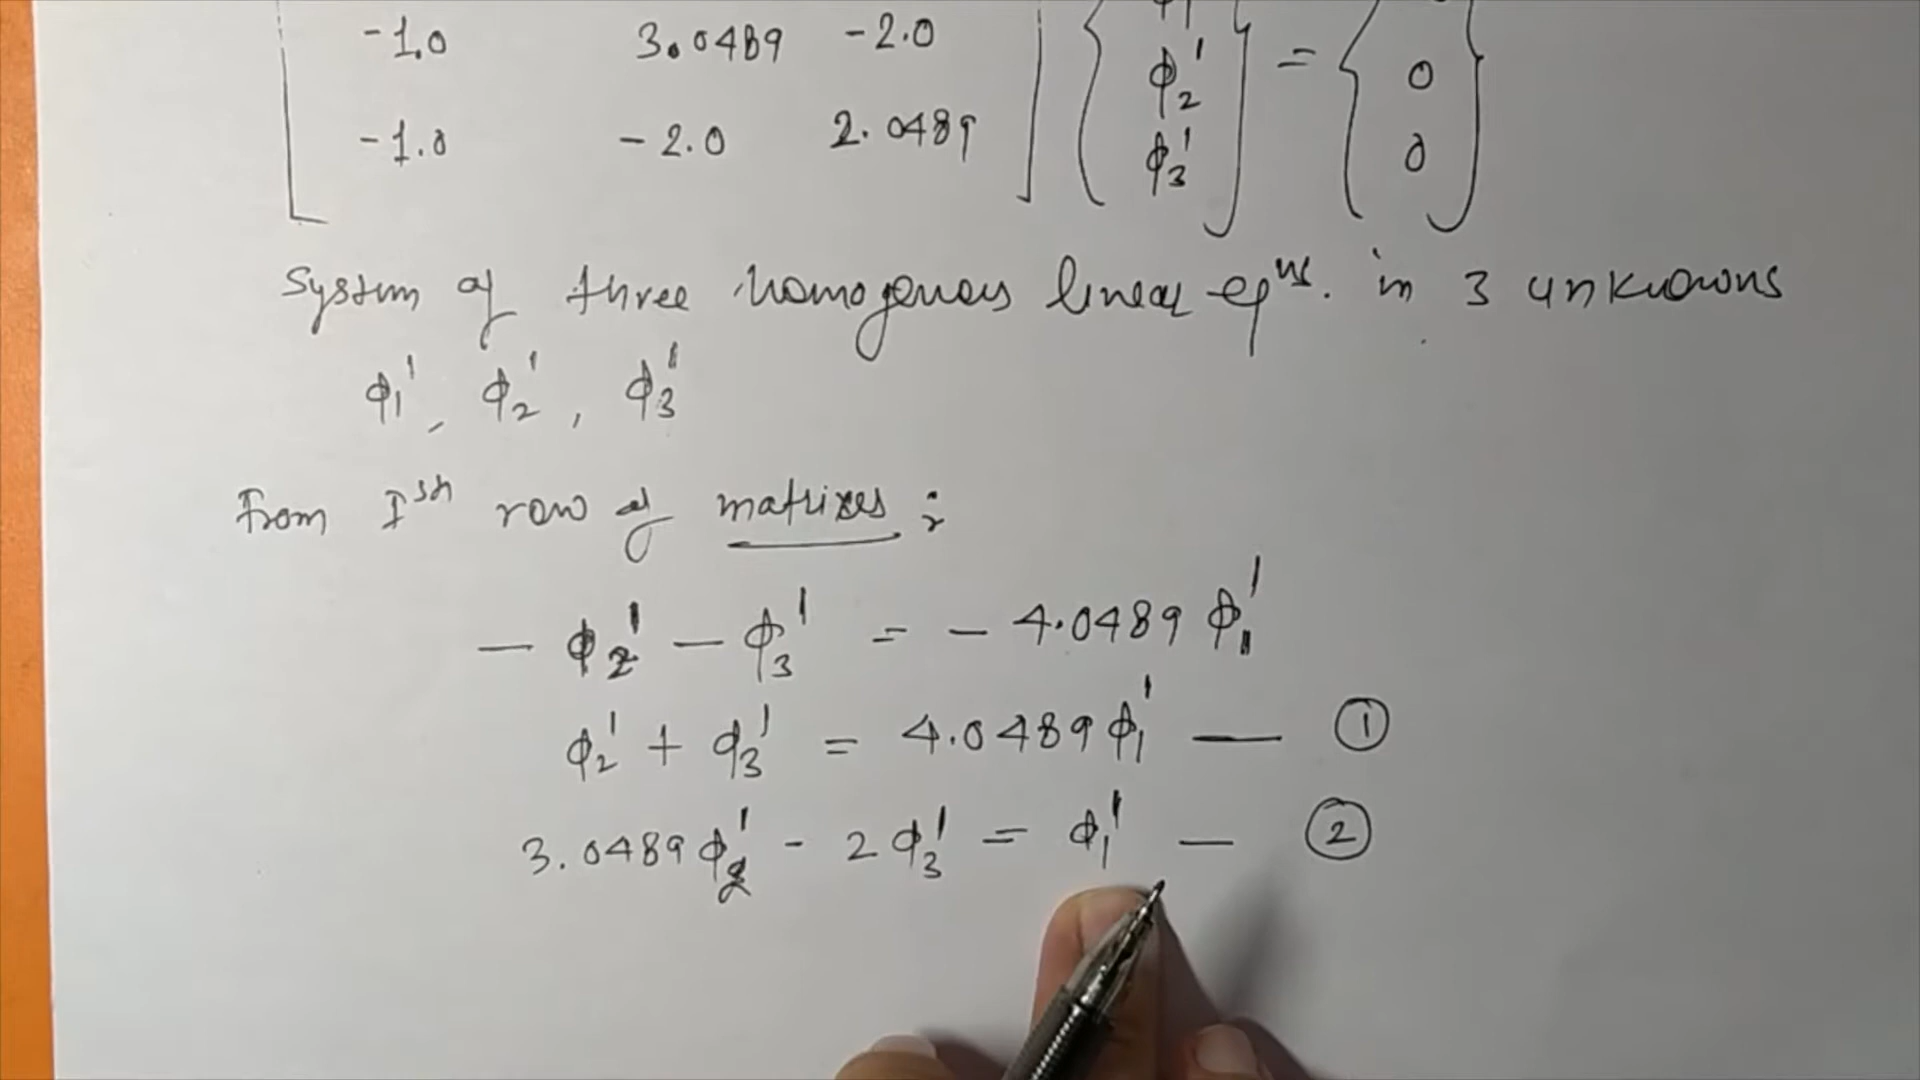 -1.0 3.0489 -2.0 ϕ2' = 0
-1.0 -2.0 2.0489 ϕ3' 0
System of three homogenous linear eqns. in 3 unknowns
ϕ1', ϕ2', ϕ3'
From Ist row of matrixes :
- ϕ2' - ϕ3' = - 4.0489 ϕ1'
ϕ2' + ϕ3' = 4.0489 ϕ1' — ①
3.0489 ϕ2' - 2 ϕ3' = ϕ1' — ②